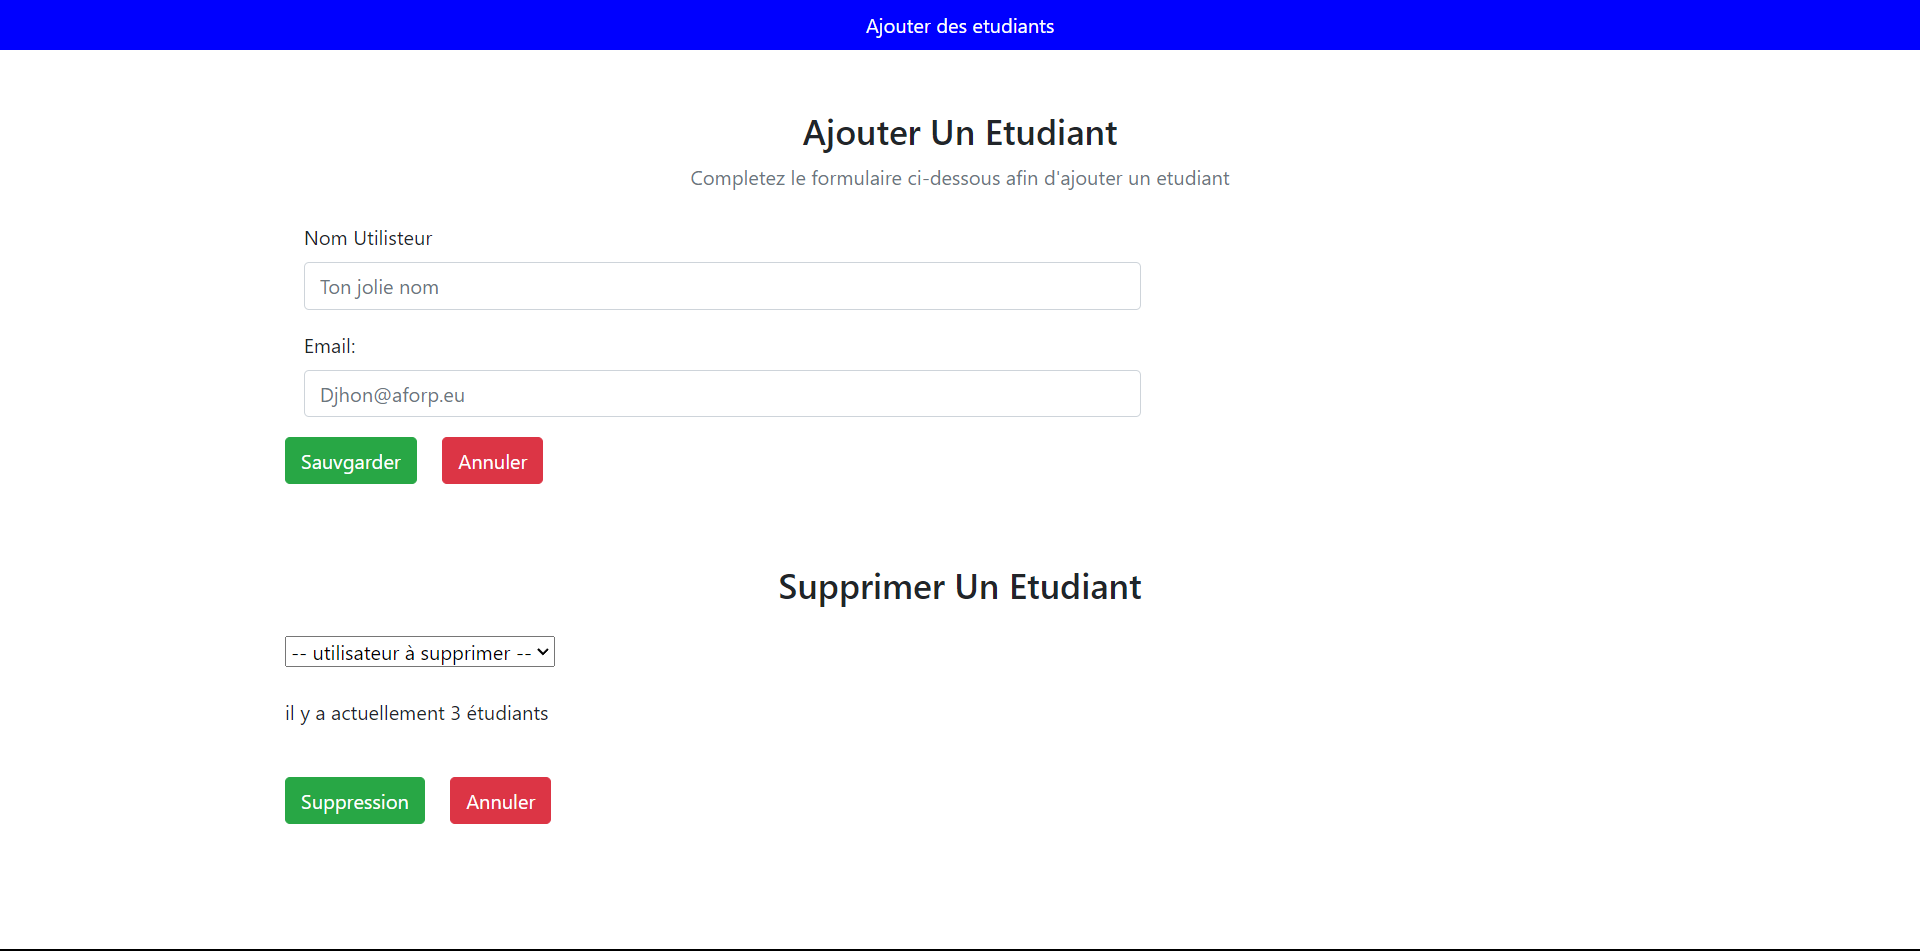 Ajouter des etudiants
Ajouter Un Etudiant
Completez le formulaire ci-dessous afin d'ajouter un etudiant
Nom Utilisteur
Ton jolie nom
Email:
Djhon@aforp.eu
Sauvgarder Annuler
Supprimer Un Etudiant
-- utilisateur à supprimer --
il y a actuellement 3 étudiants
Suppression Annuler